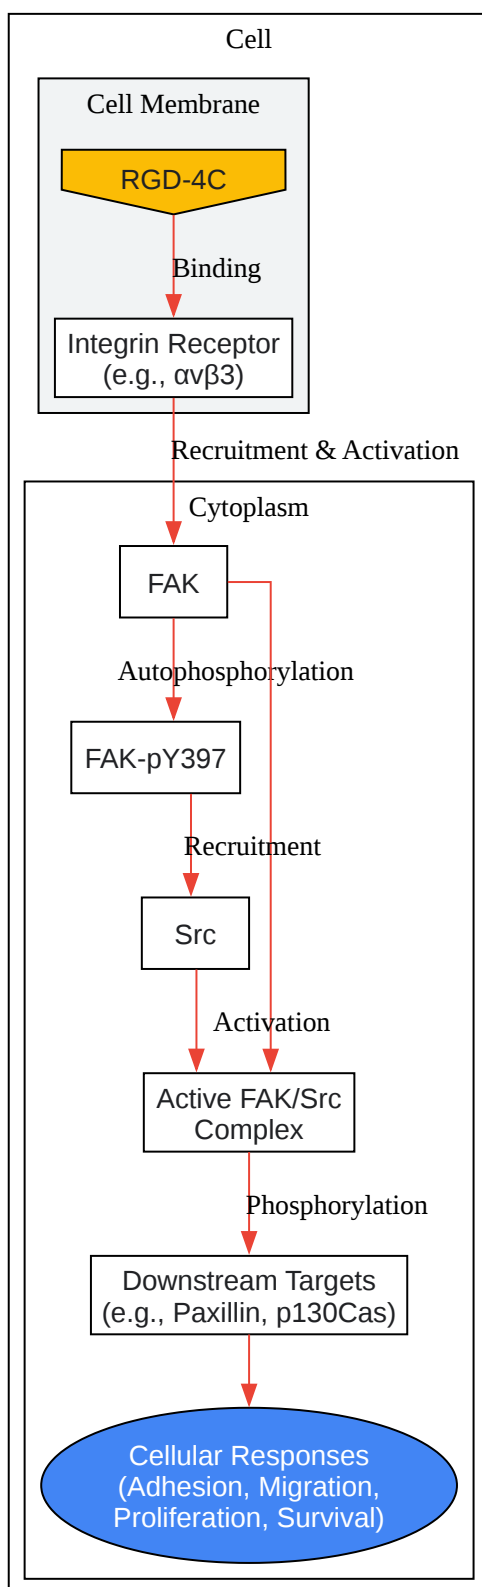 Cell
Cell Membrane
RGD-4C
Binding
Integrin Receptor
(e.g., αvβ3)
Recruitment & Activation
Cytoplasm
FAK
Autophosphorylation
FAK-pY397
Recruitment
Src
Activation
Active FAK/Src
Complex
Phosphorylation
Downstream Targets
(e.g., Paxillin, p130Cas)
Cellular Responses
(Adhesion, Migration,
Proliferation, Survival)